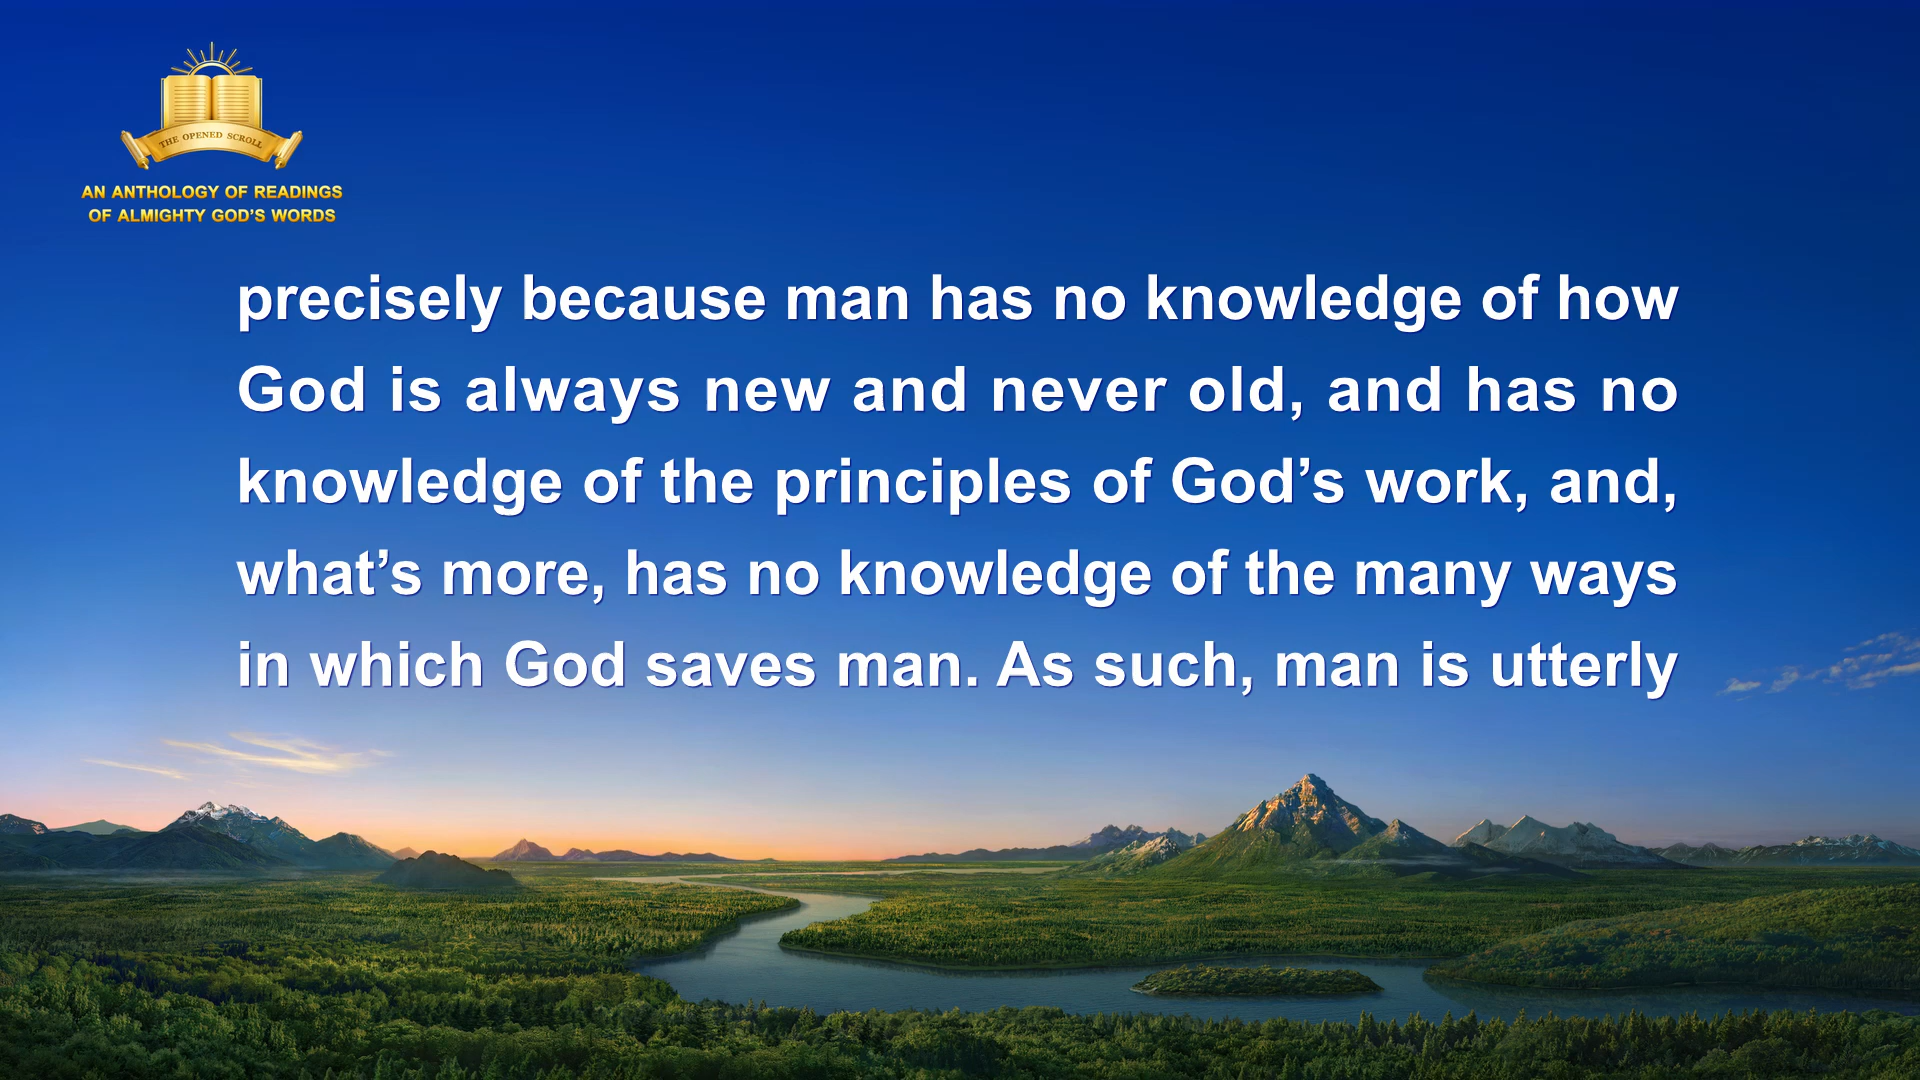 THE OPENED SCROLL
AN ANTHOLOGY OF READINGS
OF ALMIGHTY GOD'S WORDS
precisely because man has no knowledge of how
God is always new and never old, and has no
knowledge of the principles of God’s work, and,
what’s more, has no knowledge of the many ways
in which God saves man. As such, man is utterly